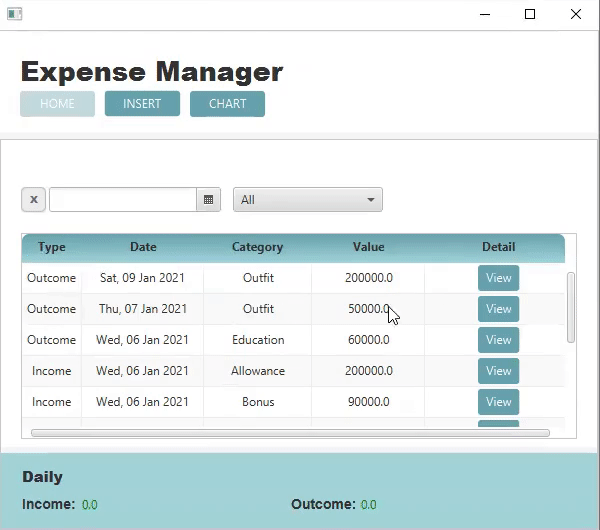 Expense Manager
HOME INSERT CHART
x All
Type Date Category Value Detail
Outcome Sat, 09 Jan 2021 Outfit 200000.0 View
Outcome Thu, 07 Jan 2021 Outfit 50000.0 View
Outcome Wed, 06 Jan 2021 Education 60000.0 View
Income Wed, 06 Jan 2021 Allowance 200000.0 View
Income Wed, 06 Jan 2021 Bonus 90000.0 View
Daily
Income: 0.0 Outcome: 0.0